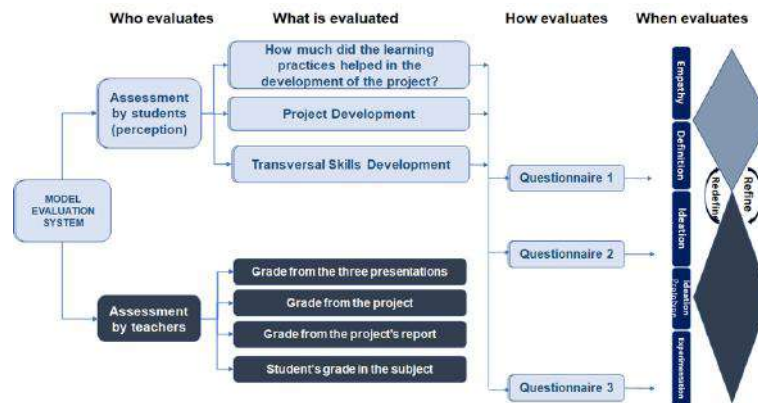 Who evaluates
What is evaluated
How evaluates
When evaluates
How much did the learning
practices helped in the
development of the project?
Assessment
by students
(perception)
Project Development
Transversal Skills Development
MODEL
EVALUATION
SYSTEM
Grade from the three presentations
Assessment
by teachers
Grade from the project
Grade from the project's report
Student's grade in the subject
Questionnaire 1
Questionnaire 2
Questionnaire 3
Empathy
Definition
Ideation
Ideation
Prototype
Experimentation
Redefine
Refine